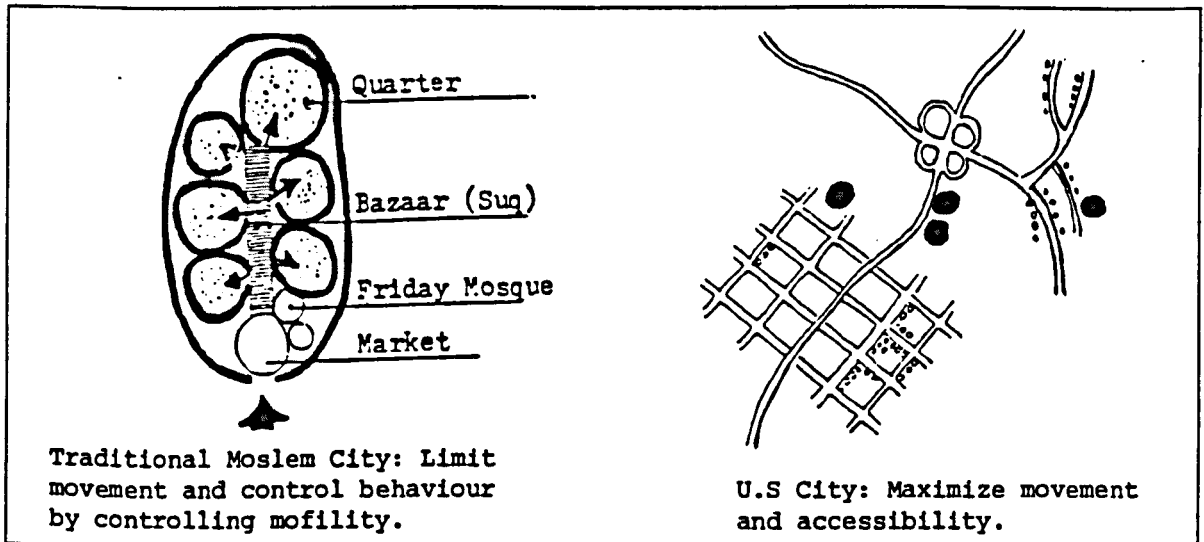 Quarter
Bazaar (Suq)
Friday Mosque
Market
Traditional Moslem City: Limit
movement and control behaviour
by controlling mofility.
U.S City: Maximize movement
and accessibility.